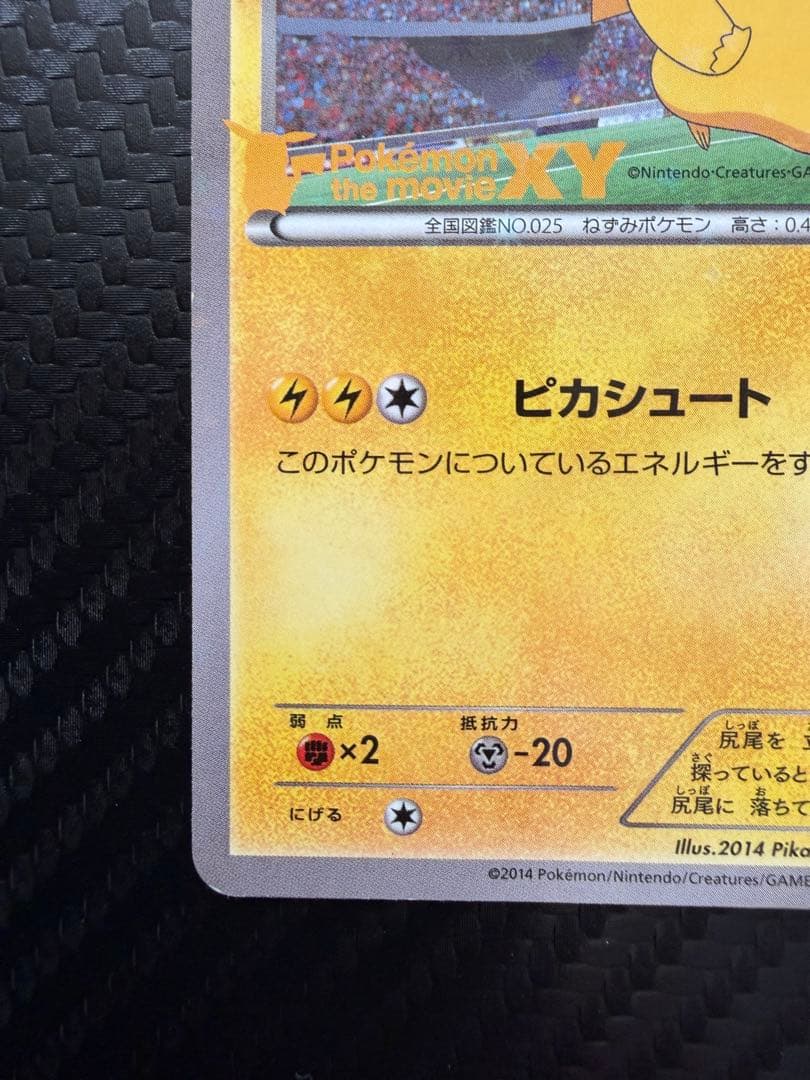 Pokémon
the movie XY
©Nintendo·Creatures·GA
全国図鑑NO.025 ねずみポケモン 高さ:0.4
ピカシュート
このポケモンについているエネルギーをす
弱点
×2
抵抗力
−20
にげる
しっぽ
尻尾を 立
さぐ
探っていると
しっぽ お
尻尾に 落ちて
Illus.2014 Pika
©2014 Pokémon/Nintendo/Creatures/GAME